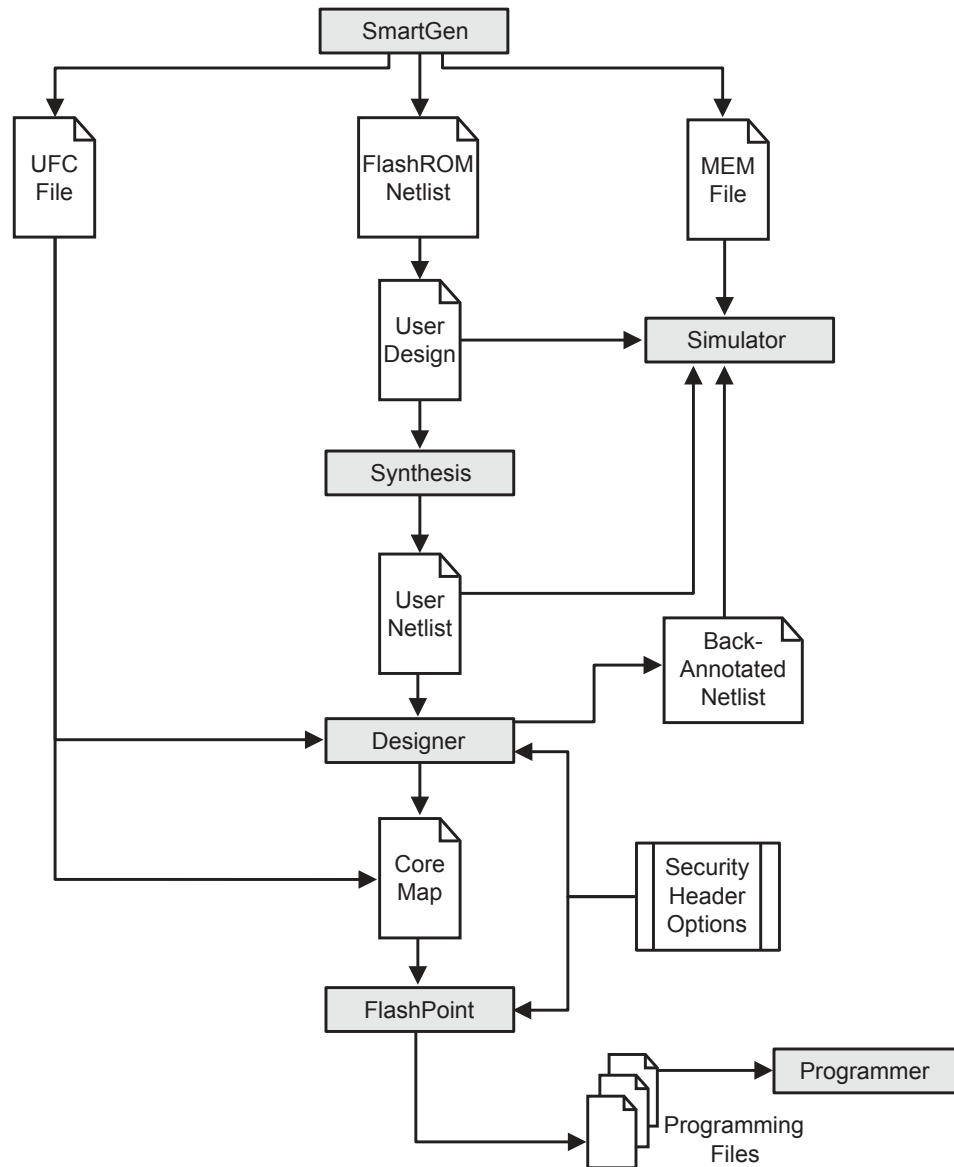 SmartGen
UFC
File
FlashROM
Netlist
MEM
File
User
Design
Simulator
Synthesis
User
Netlist
Back-
Annotated
Netlist
Designer
Core
Map
Security
Header
Options
FlashPoint
Programmer
Programming
Files